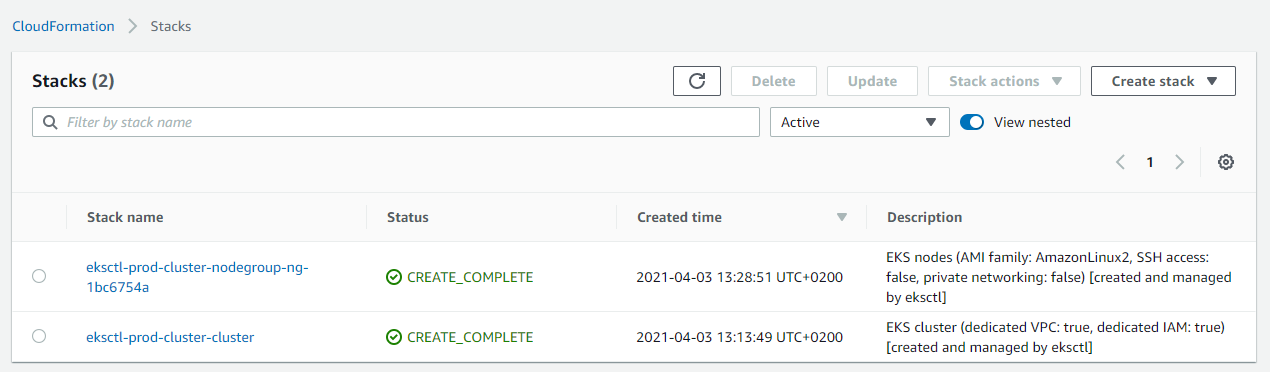 CloudFormation > Stacks
Stacks (2)
Delete
Update
Stack actions
Create stack
Filter by stack name
Active
View nested
1
Stack name
Status
Created time
Description
eksctl-prod-cluster-nodegroup-ng-
1bc6754a
CREATE_COMPLETE
2021-04-03 13:28:51 UTC+0200
EKS nodes (AMI family: AmazonLinux2, SSH access:
false, private networking: false) [created and managed
by eksctl]
eksctl-prod-cluster-cluster
CREATE_COMPLETE
2021-04-03 13:13:49 UTC+0200
EKS cluster (dedicated VPC: true, dedicated IAM: true)
[created and managed by eksctl]